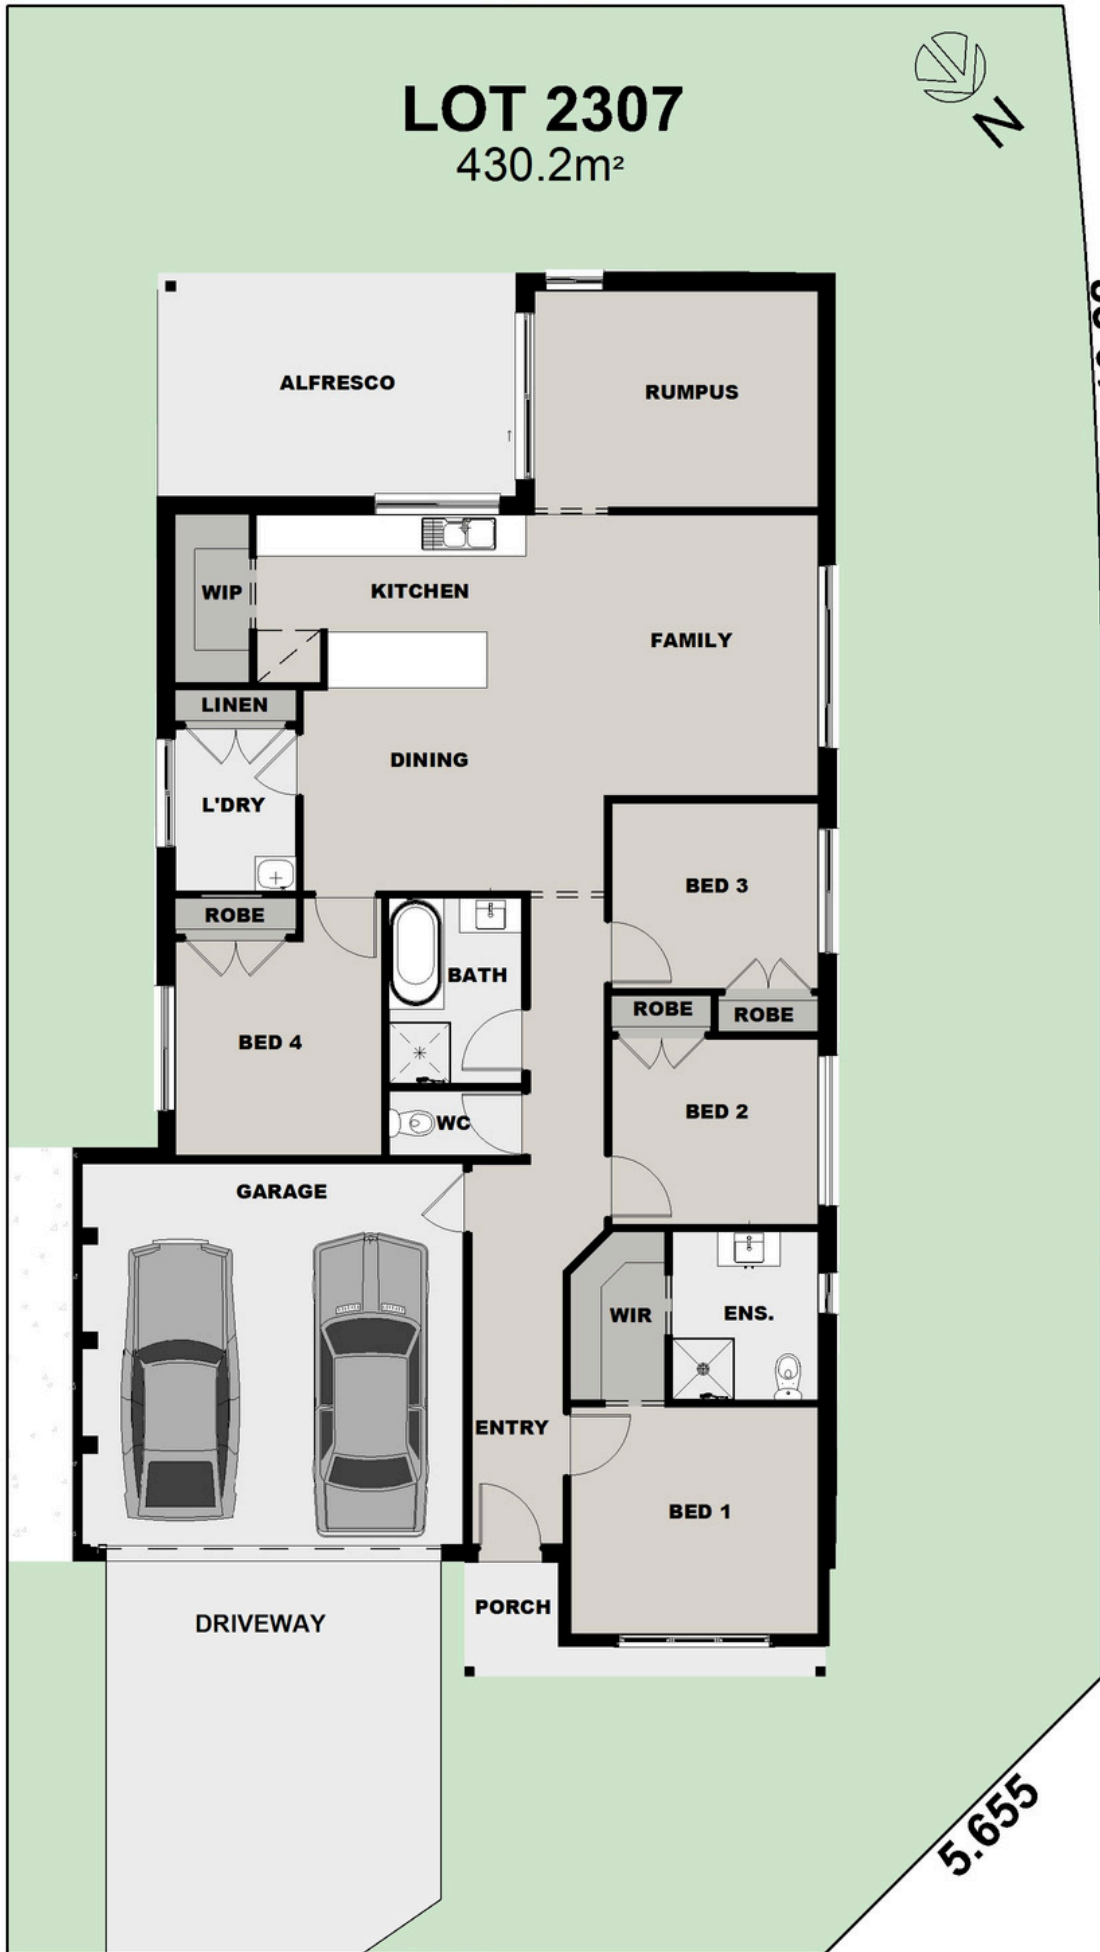 LOT 2307
430.2m²
N
ALFRESCO
RUMPUS
WIP
KITCHEN
FAMILY
LINEN
DINING
L'DRY
BED 3
ROBE
BATH
ROBE
ROBE
BED 4
BED 2
WC
GARAGE
WIR
ENS.
ENTRY
BED 1
PORCH
DRIVEWAY
5.655